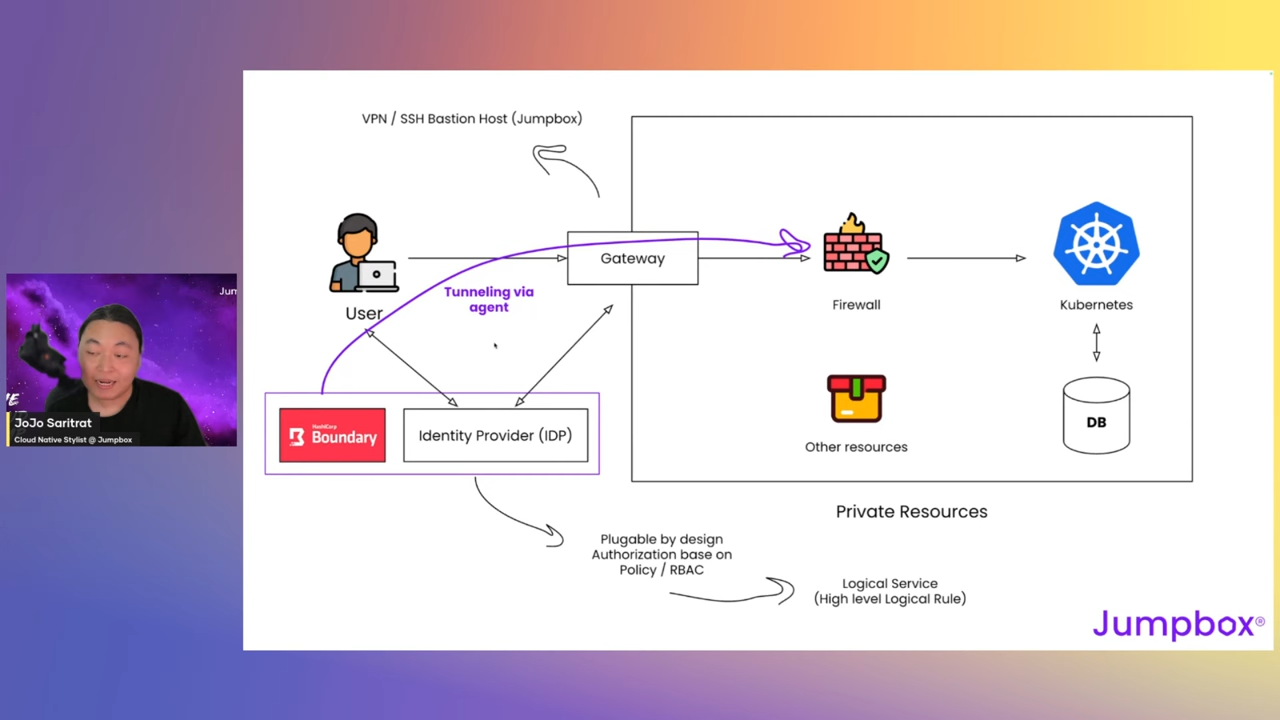 VPN / SSH Bastion Host (Jumpbox)
Gateway
User
Tunneling via
agent
Firewall
Kubernetes
HashiCorp
Boundary
Identity Provider (IDP)
Other resources
DB
Private Resources
Plugable by design
Authorization base on
Policy / RBAC
Logical Service
(High level Logical Rule)
Jumpbox®
Jum
JoJo Saritrat
Cloud Native Stylist @ Jumpbox